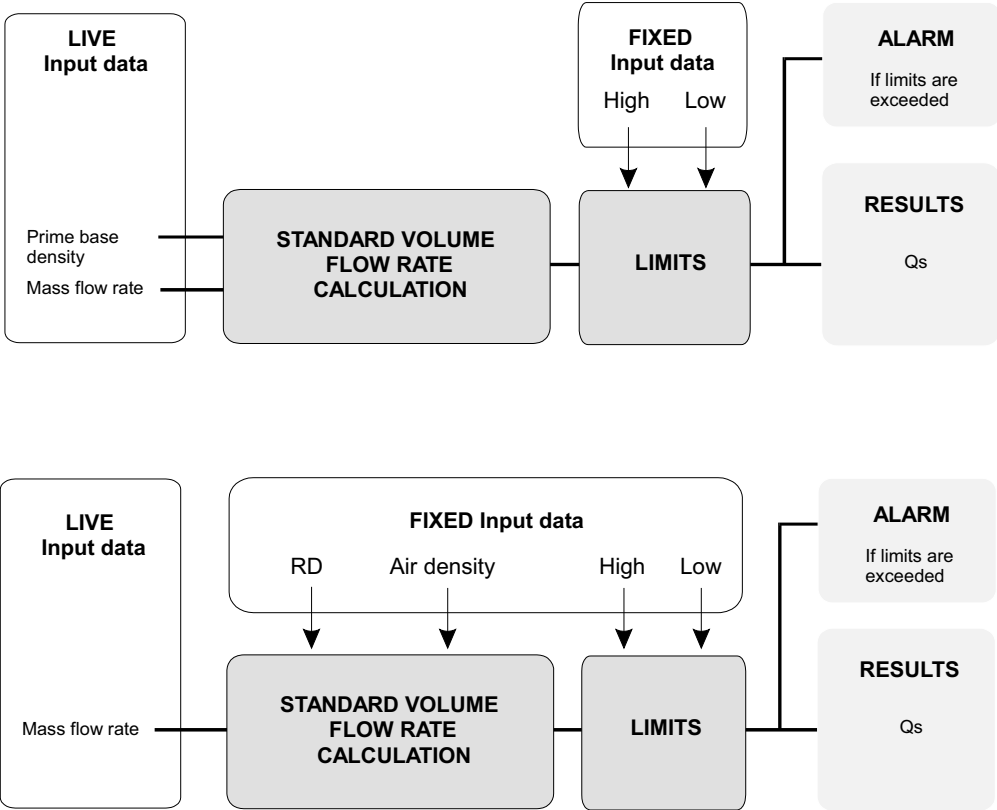 LIVE
Input data
Prime base
density
Mass flow rate
STANDARD VOLUME
FLOW RATE
CALCULATION
FIXED
Input data
High Low
LIMITS
ALARM
If limits are
exceeded
RESULTS
Qs
LIVE
Input data
Mass flow rate
FIXED Input data
RD Air density High Low
STANDARD VOLUME
FLOW RATE
CALCULATION
LIMITS
ALARM
If limits are
exceeded
RESULTS
Qs